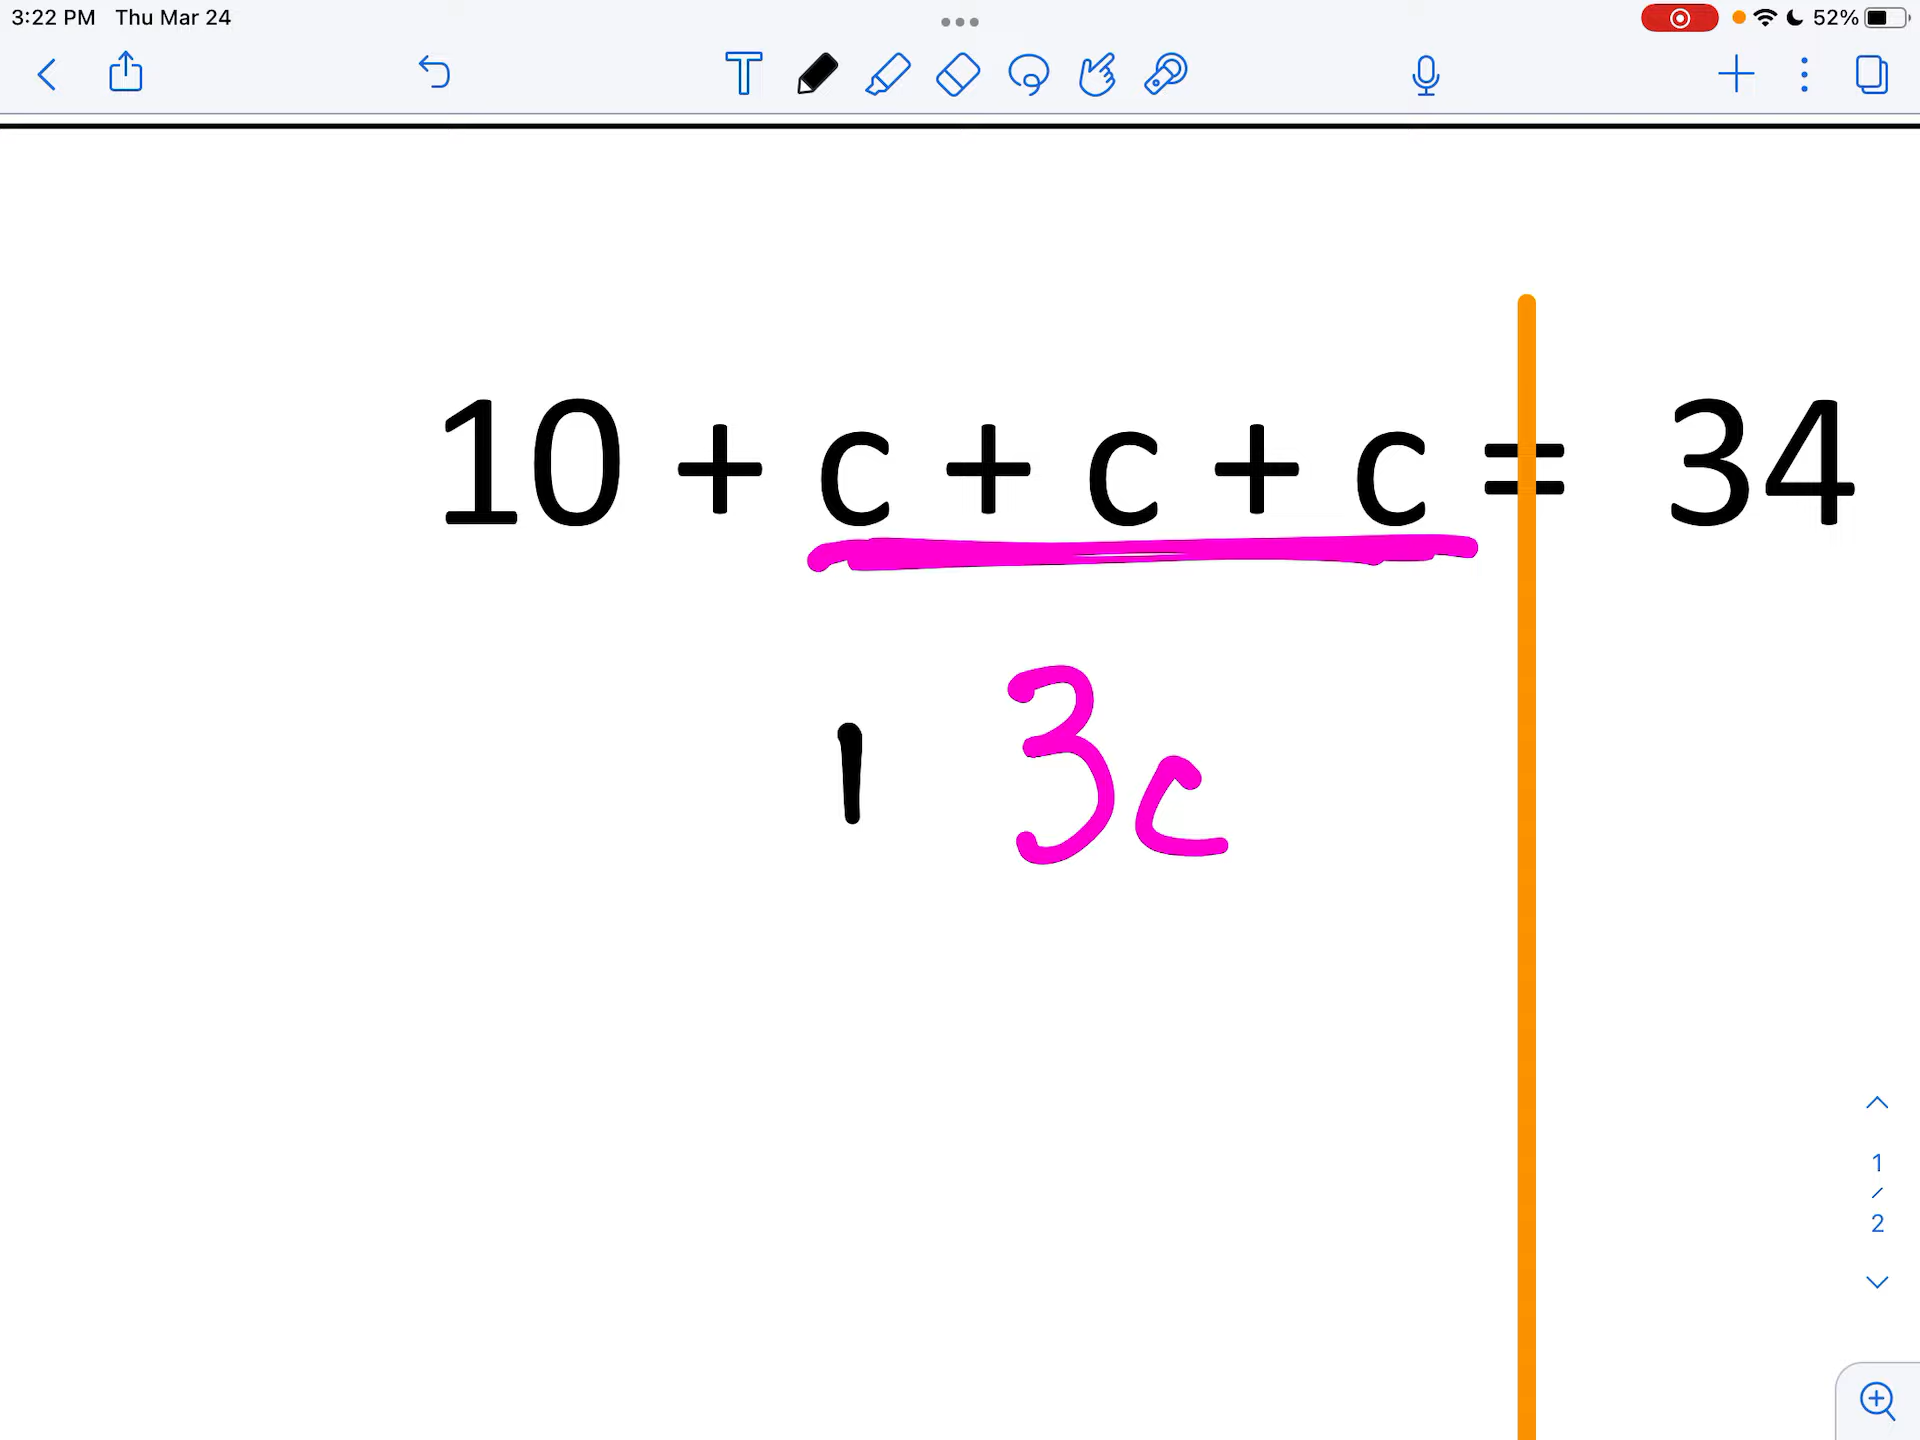 3:22 PM Thu Mar 24
52%
T
10 + c + c + c = 34
3c
1
/
2